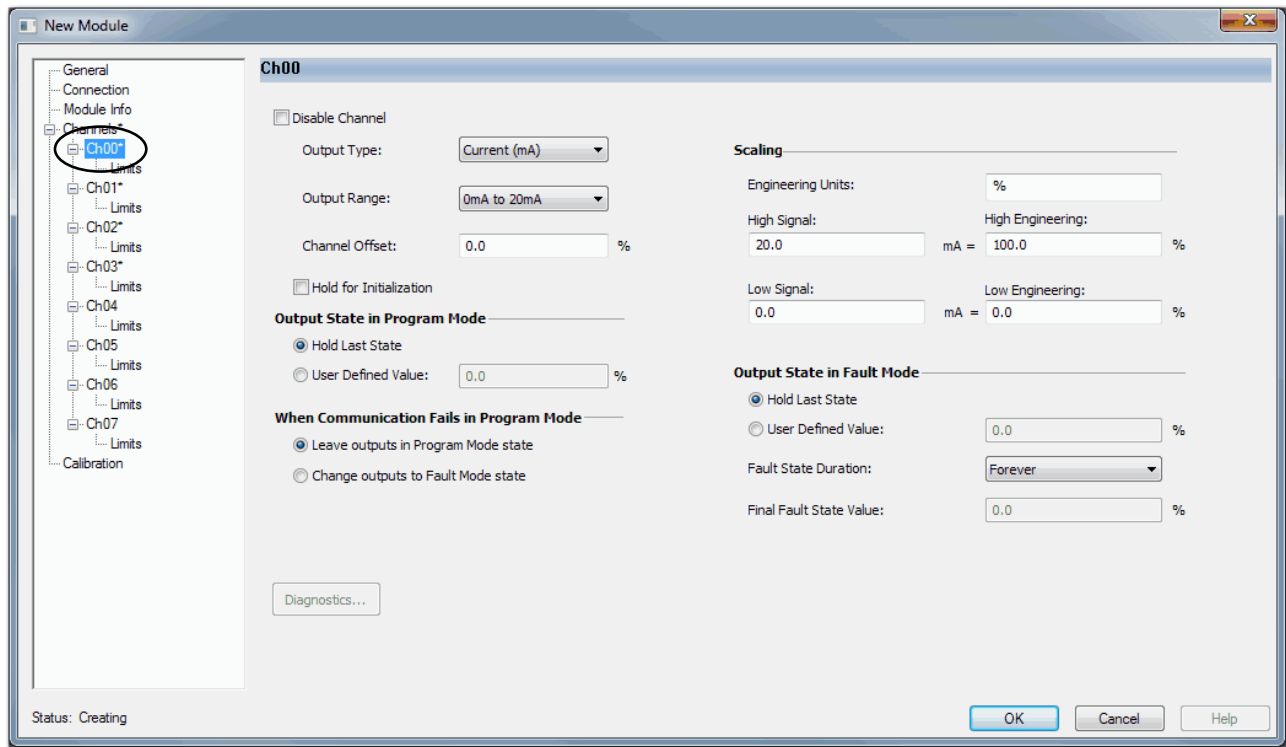 New Module
General
Connection
Module Info
Channels*
Ch00*
Limits
Ch01*
Limits
Ch02*
Limits
Ch03*
Limits
Ch04
Limits
Ch05
Limits
Ch06
Limits
Ch07
Limits
Calibration
Ch00
Disable Channel
Output Type: Current (mA)
Output Range: 0mA to 20mA
Channel Offset: 0.0 %
Hold for Initialization
Output State in Program Mode
Hold Last State
User Defined Value: 0.0 %
When Communication Fails in Program Mode
Leave outputs in Program Mode state
Change outputs to Fault Mode state
Diagnostics...
Scaling
Engineering Units: %
High Signal: High Engineering:
20.0 mA = 100.0 %
Low Signal: Low Engineering:
0.0 mA = 0.0 %
Output State in Fault Mode
Hold Last State
User Defined Value: 0.0 %
Fault State Duration: Forever
Final Fault State Value: 0.0 %
Status: Creating
OK Cancel Help